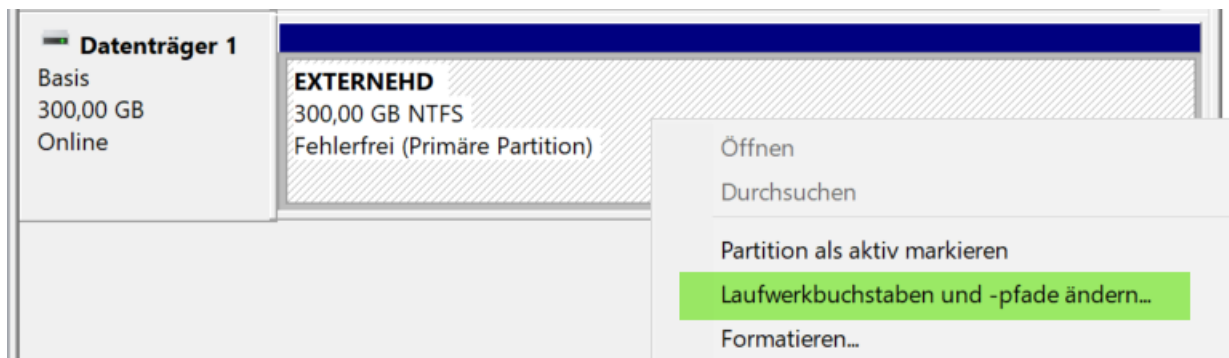 Datenträger 1
Basis
300,00 GB
Online
EXTERNEHD
300,00 GB NTFS
Fehlerfrei (Primäre Partition)
Öffnen
Durchsuchen
Partition als aktiv markieren
Laufwerkbuchstaben und -pfade ändern...
Formatieren...